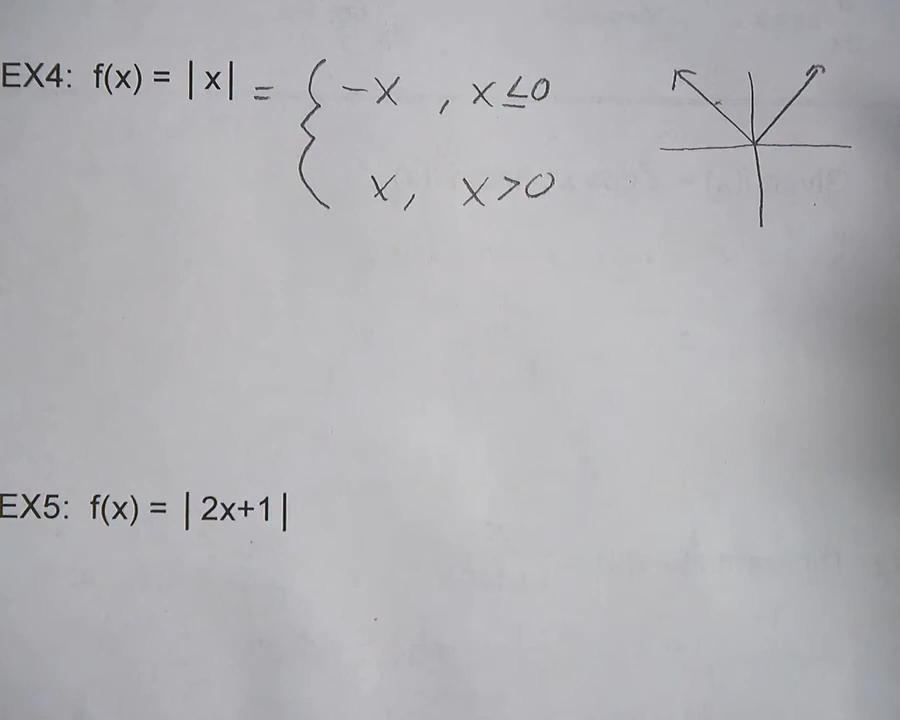 EX4: f(x) = |x| = { -x , x ≤ 0
x, x > 0
EX5: f(x) = |2x+1|